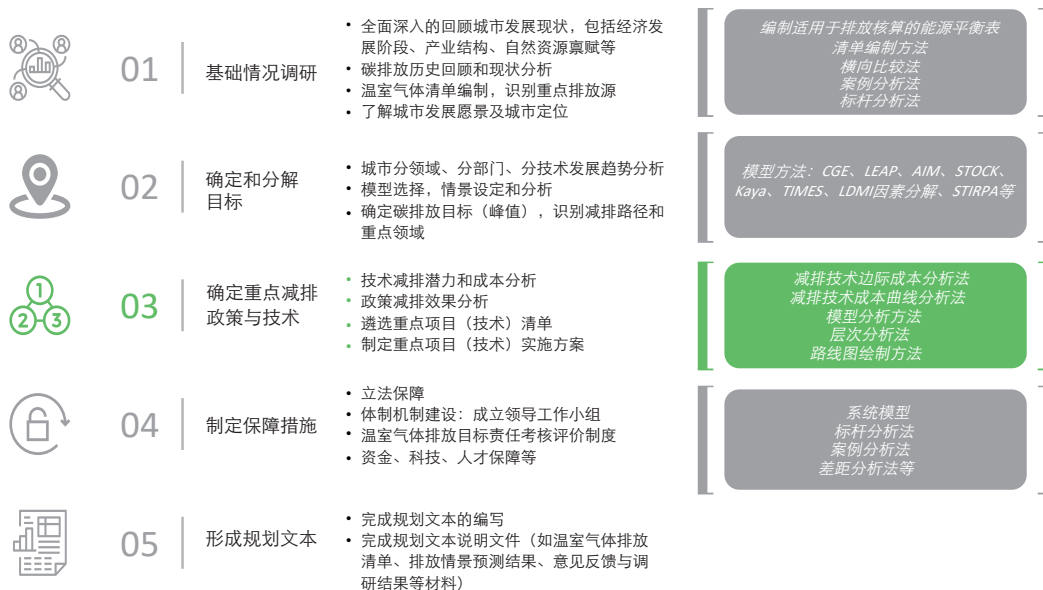 01
基础情况调研
• 全面深入的回顾城市发展现状，包括经济发
展阶段、产业结构、自然资源禀赋等
• 碳排放历史回顾和现状分析
• 温室气体清单编制，识别重点排放源
• 了解城市发展愿景及城市定位
编制适用于排放核算的能源平衡表
清单编制方法
横向比较法
案例分析法
标杆分析法
02
确定和分解
目标
• 城市分领域、分部门、分技术发展趋势分析
• 模型选择，情景设定和分析
• 确定碳排放目标（峰值），识别减排路径和
重点领域
模型方法：CGE、LEAP、AIM、STOCK、
Kaya、TIMES、LDMI因素分解、STIRPA等
1
2
3
03
确定重点减排
政策与技术
• 技术减排潜力和成本分析
• 政策减排效果分析
• 遴选重点项目（技术）清单
• 制定重点项目（技术）实施方案
减排技术边际成本分析法
减排技术成本曲线分析法
模型分析方法
层次分析法
路线图绘制方法
04
制定保障措施
• 立法保障
• 体制机制建设：成立领导工作小组
• 温室气体排放目标责任考核评价制度
• 资金、科技、人才保障等
系统模型
标杆分析法
案例分析法
差距分析法等
05
形成规划文本
• 完成规划文本的编写
• 完成规划文本说明文件（如温室气体排放
清单、排放情景预测结果、意见反馈与调
研结果等材料）